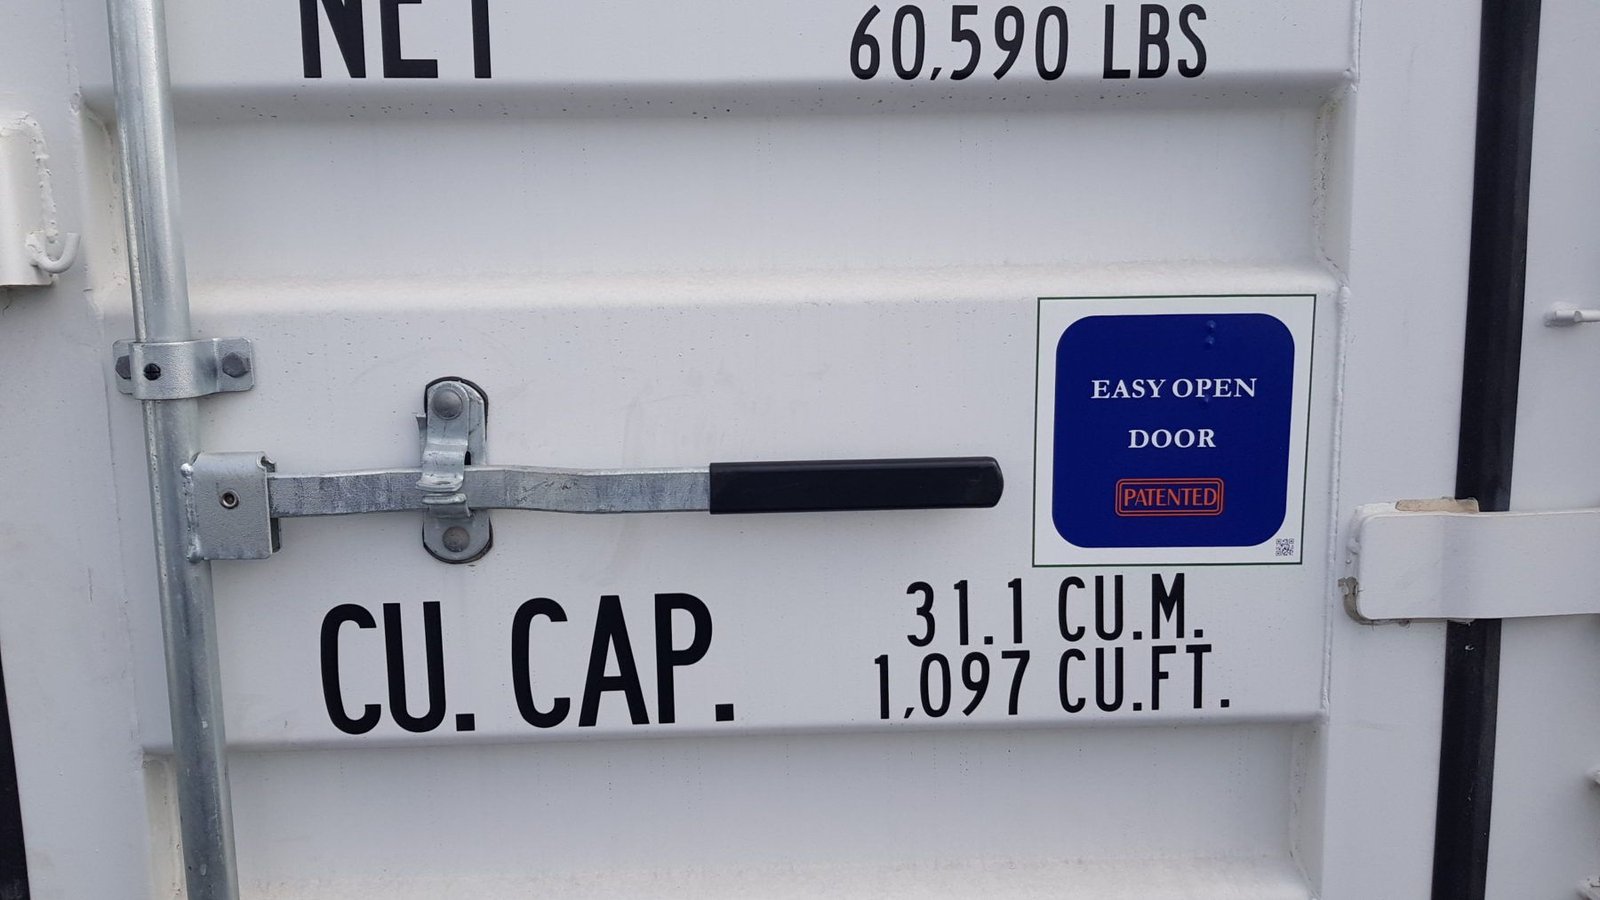 NET 60,590 LBS
EASY OPEN
DOOR
PATENTED
CU. CAP. 31.1 CU.M.
1,097 CU.FT.